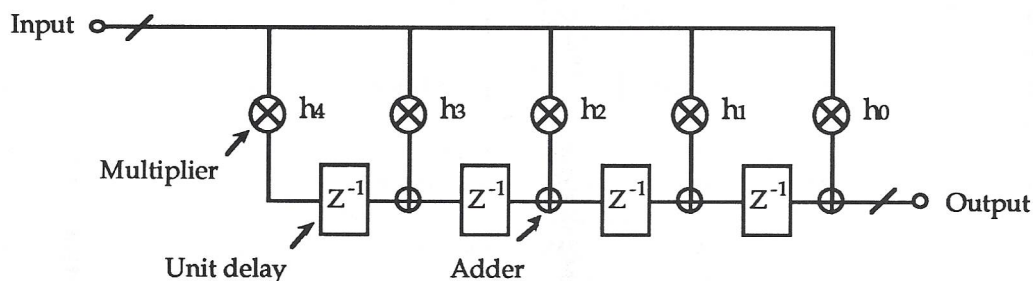 Input
h4
h3
h2
h1
h0
Multiplier
Z-1
Z-1
Z-1
Z-1
Output
Unit delay
Adder